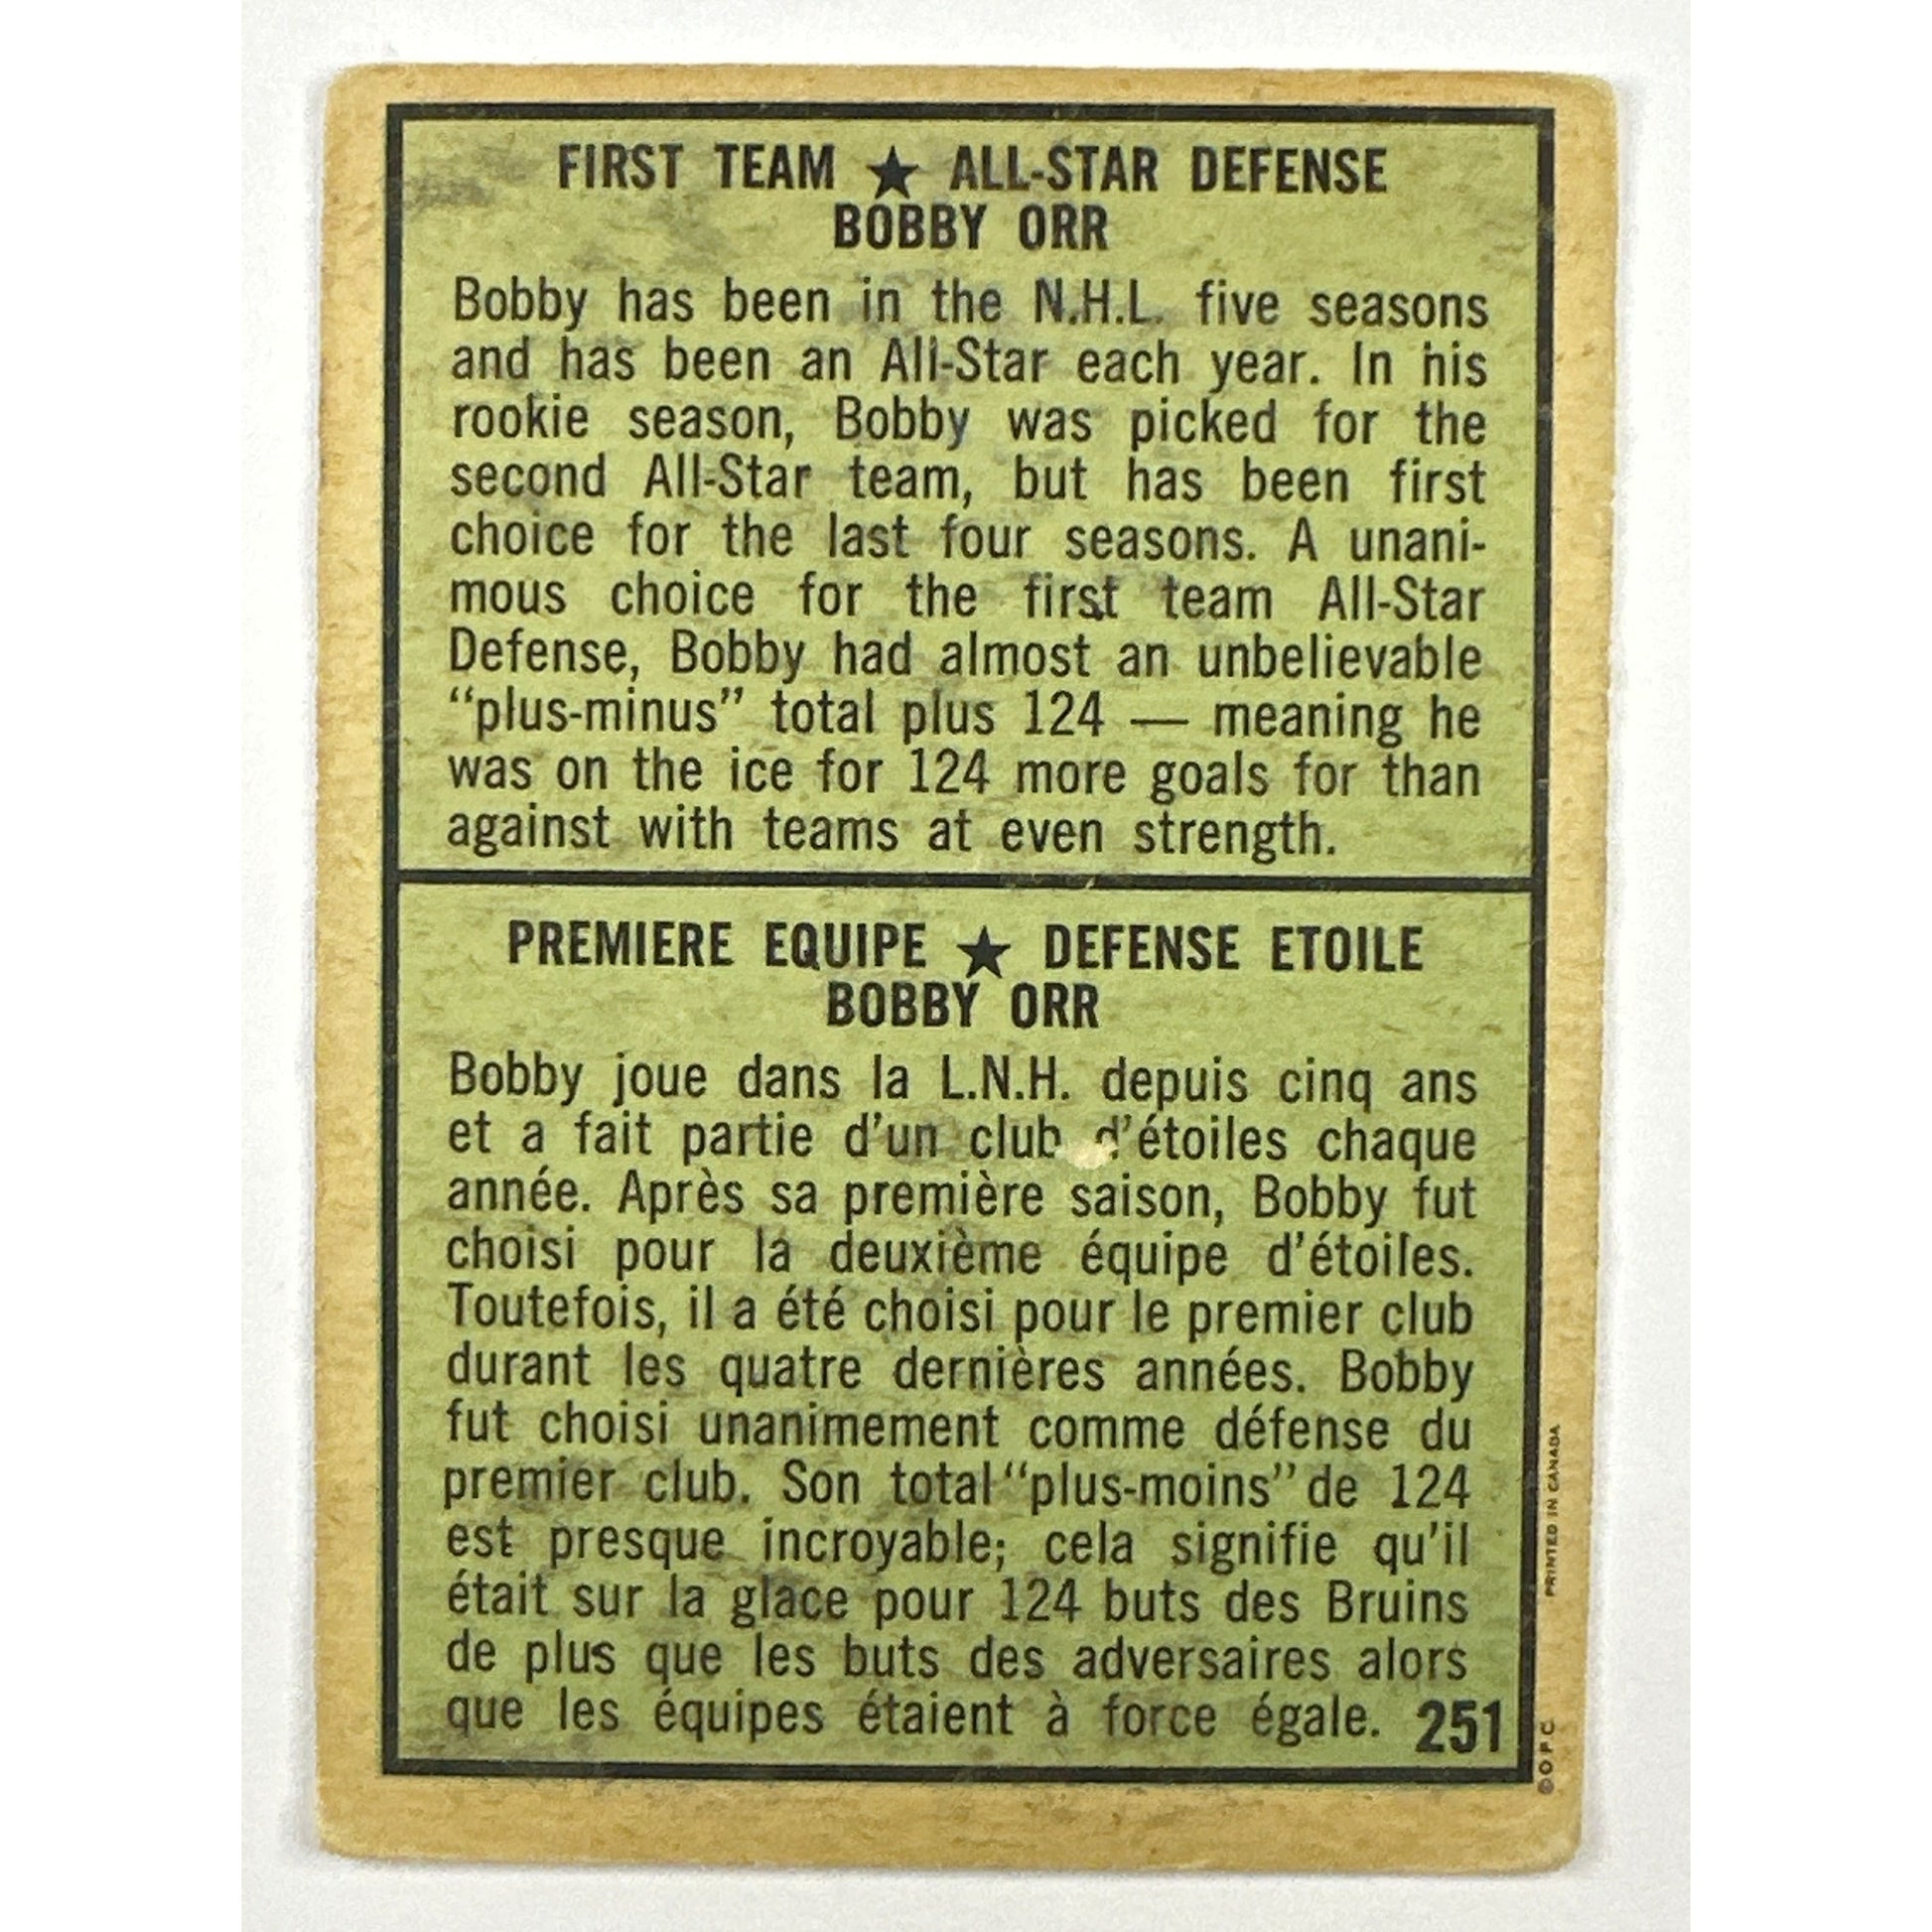 FIRST TEAM ★ ALL-STAR DEFENSE
BOBBY ORR
Bobby has been in the N.H.L. five seasons
and has been an All-Star each year. In his
rookie season, Bobby was picked for the
second All-Star team, but has been first
choice for the last four seasons. A unani-
mous choice for the first team All-Star
Defense, Bobby had almost an unbelievable
“plus-minus” total plus 124 — meaning he
was on the ice for 124 more goals for than
against with teams at even strength.
PREMIERE EQUIPE ★ DEFENSE ETOILE
BOBBY ORR
Bobby joue dans la L.N.H. depuis cinq ans
et a fait partie d'un club d'étoiles chaque
année. Après sa première saison, Bobby fut
choisi pour la deuxième équipe d'étoiles.
Toutefois, il a été choisi pour le premier club
durant les quatre dernières années. Bobby
fut choisi unanimement comme défense du
premier club. Son total “plus-moins” de 124
est presque incroyable; cela signifie qu'il
était sur la glace pour 124 buts des Bruins
de plus que les buts des adversaires alors
que les équipes étaient à force égale. 251
©O.P.C. PRINTED IN CANADA